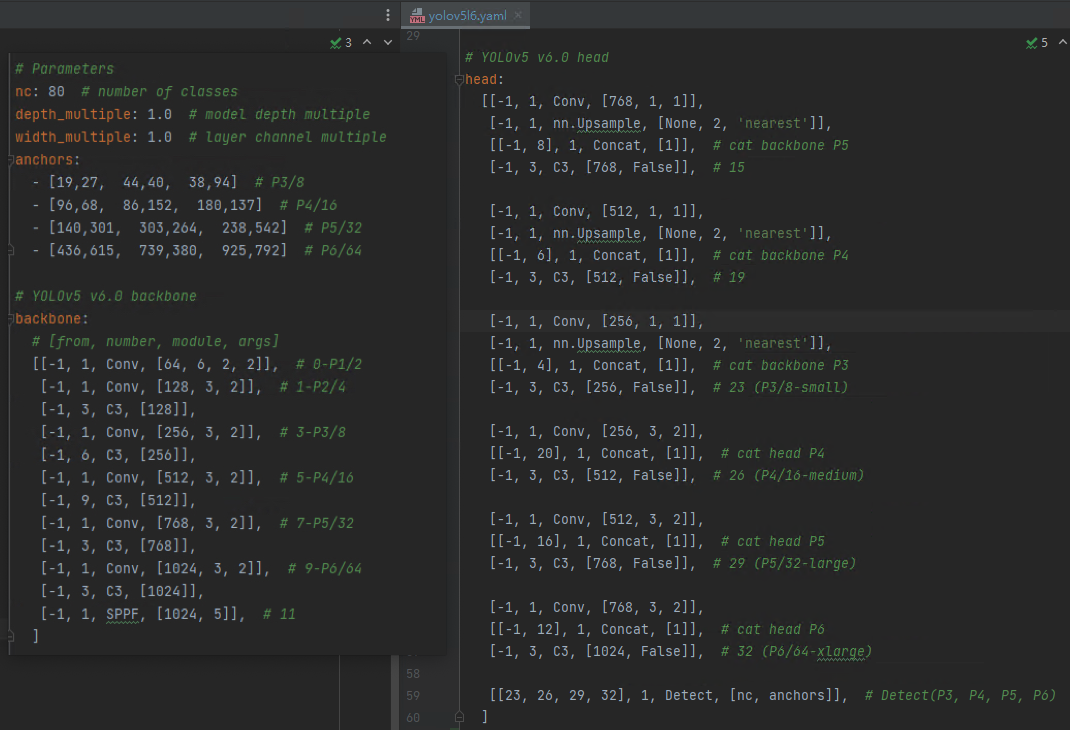 yolov5l6.yaml
3
# Parameters
nc: 80  # number of classes
depth_multiple: 1.0  # model depth multiple
width_multiple: 1.0  # layer channel multiple
anchors:
  - [19,27,  44,40,  38,94]  # P3/8
  - [96,68,  86,152,  180,137]  # P4/16
  - [140,301,  303,264,  238,542]  # P5/32
  - [436,615,  739,380,  925,792]  # P6/64
# YOLOv5 v6.0 backbone
backbone:
  # [from, number, module, args]
  [[-1, 1, Conv, [64, 6, 2, 2]],  # 0-P1/2
   [-1, 1, Conv, [128, 3, 2]],  # 1-P2/4
   [-1, 3, C3, [128]],
   [-1, 1, Conv, [256, 3, 2]],  # 3-P3/8
   [-1, 6, C3, [256]],
   [-1, 1, Conv, [512, 3, 2]],  # 5-P4/16
   [-1, 9, C3, [512]],
   [-1, 1, Conv, [768, 3, 2]],  # 7-P5/32
   [-1, 3, C3, [768]],
   [-1, 1, Conv, [1024, 3, 2]],  # 9-P6/64
   [-1, 3, C3, [1024]],
   [-1, 1, SPPF, [1024, 5]],  # 11
  ]
29
5
# YOLOv5 v6.0 head
head:
  [[-1, 1, Conv, [768, 1, 1]],
   [-1, 1, nn.Upsample, [None, 2, 'nearest']],
   [[-1, 8], 1, Concat, [1]],  # cat backbone P5
   [-1, 3, C3, [768, False]],  # 15
   [-1, 1, Conv, [512, 1, 1]],
   [-1, 1, nn.Upsample, [None, 2, 'nearest']],
   [[-1, 6], 1, Concat, [1]],  # cat backbone P4
   [-1, 3, C3, [512, False]],  # 19
   [-1, 1, Conv, [256, 1, 1]],
   [-1, 1, nn.Upsample, [None, 2, 'nearest']],
   [[-1, 4], 1, Concat, [1]],  # cat backbone P3
   [-1, 3, C3, [256, False]],  # 23 (P3/8-small)
   [-1, 1, Conv, [256, 3, 2]],
   [[-1, 20], 1, Concat, [1]],  # cat head P4
   [-1, 3, C3, [512, False]],  # 26 (P4/16-medium)
   [-1, 1, Conv, [512, 3, 2]],
   [[-1, 16], 1, Concat, [1]],  # cat head P5
   [-1, 3, C3, [768, False]],  # 29 (P5/32-large)
   [-1, 1, Conv, [768, 3, 2]],
   [[-1, 12], 1, Concat, [1]],  # cat head P6
   [-1, 3, C3, [1024, False]],  # 32 (P6/64-xlarge)
58
59   [[23, 26, 29, 32], 1, Detect, [nc, anchors]],  # Detect(P3, P4, P5, P6)
60  ]